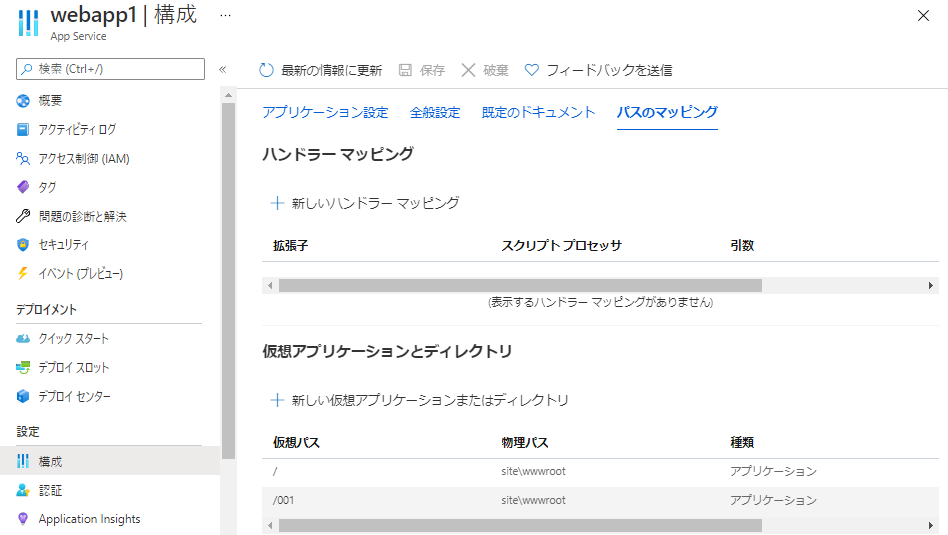 webapp1 | 構成 …
App Service
検索 (Ctrl+/)
«
概要
アクティビティ ログ
アクセス制御 (IAM)
タグ
問題の診断と解決
セキュリティ
イベント (プレビュー)
デプロイメント
クイック スタート
デプロイ スロット
デプロイ センター
設定
構成
認証
Application Insights
最新の情報に更新 保存 破棄 フィードバックを送信
アプリケーション設定 全般設定 既定のドキュメント パスのマッピング
ハンドラー マッピング
新しいハンドラー マッピング
拡張子 スクリプト プロセッサ 引数
(表示するハンドラー マッピングがありません)
仮想アプリケーションとディレクトリ
新しい仮想アプリケーションまたはディレクトリ
仮想パス 物理パス 種類
/ site\wwwroot アプリケーション
/001 site\wwwroot アプリケーション